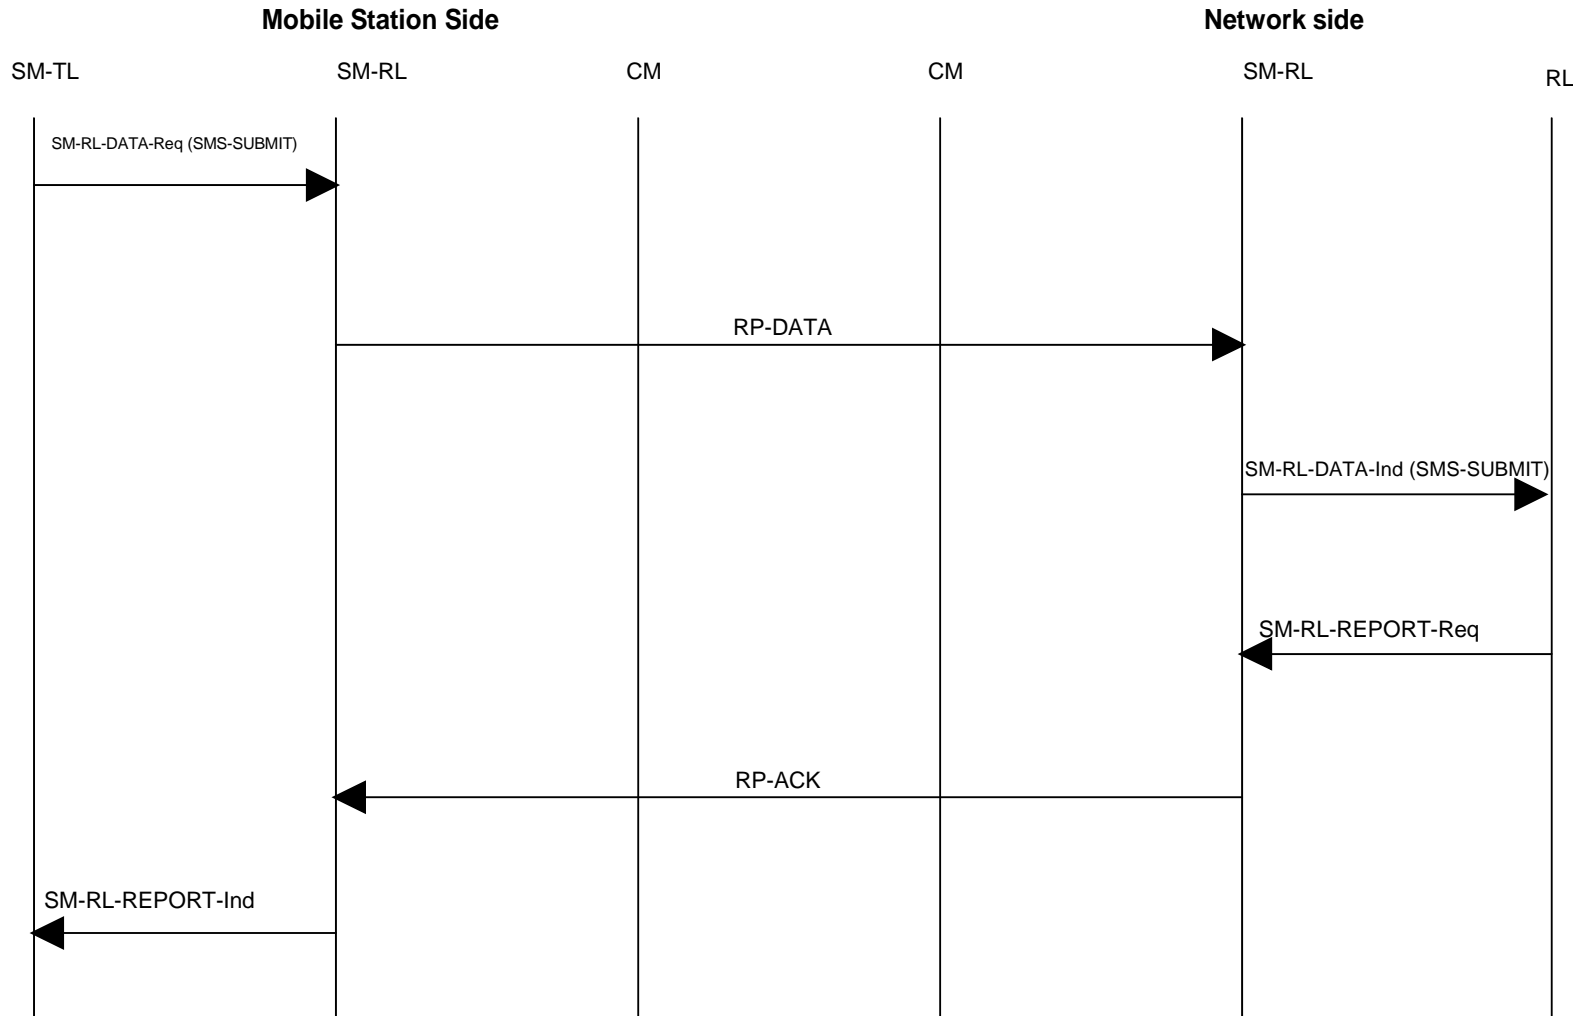 Mobile Station Side
Network side
SM-TL
SM-RL
CM
CM
SM-RL
RL
SM-RL-DATA-Req (SMS-SUBMIT)
RP-DATA
SM-RL-DATA-Ind (SMS-SUBMIT)
SM-RL-REPORT-Req
RP-ACK
SM-RL-REPORT-Ind